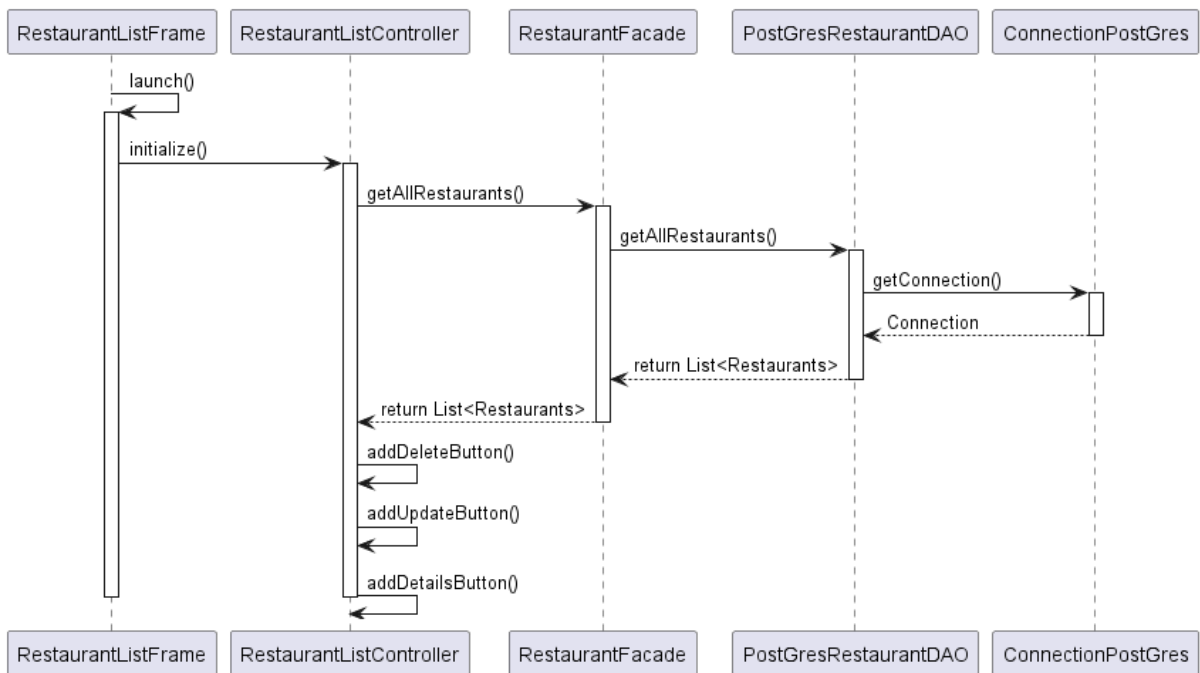 RestaurantListFrame RestaurantListController RestaurantFacade PostGresRestaurantDAO ConnectionPostGres
launch()
initialize()
getAllRestaurants()
getAllRestaurants()
getConnection()
Connection
return List<Restaurants>
return List<Restaurants>
addDeleteButton()
addUpdateButton()
addDetailsButton()
RestaurantListFrame RestaurantListController RestaurantFacade PostGresRestaurantDAO ConnectionPostGres